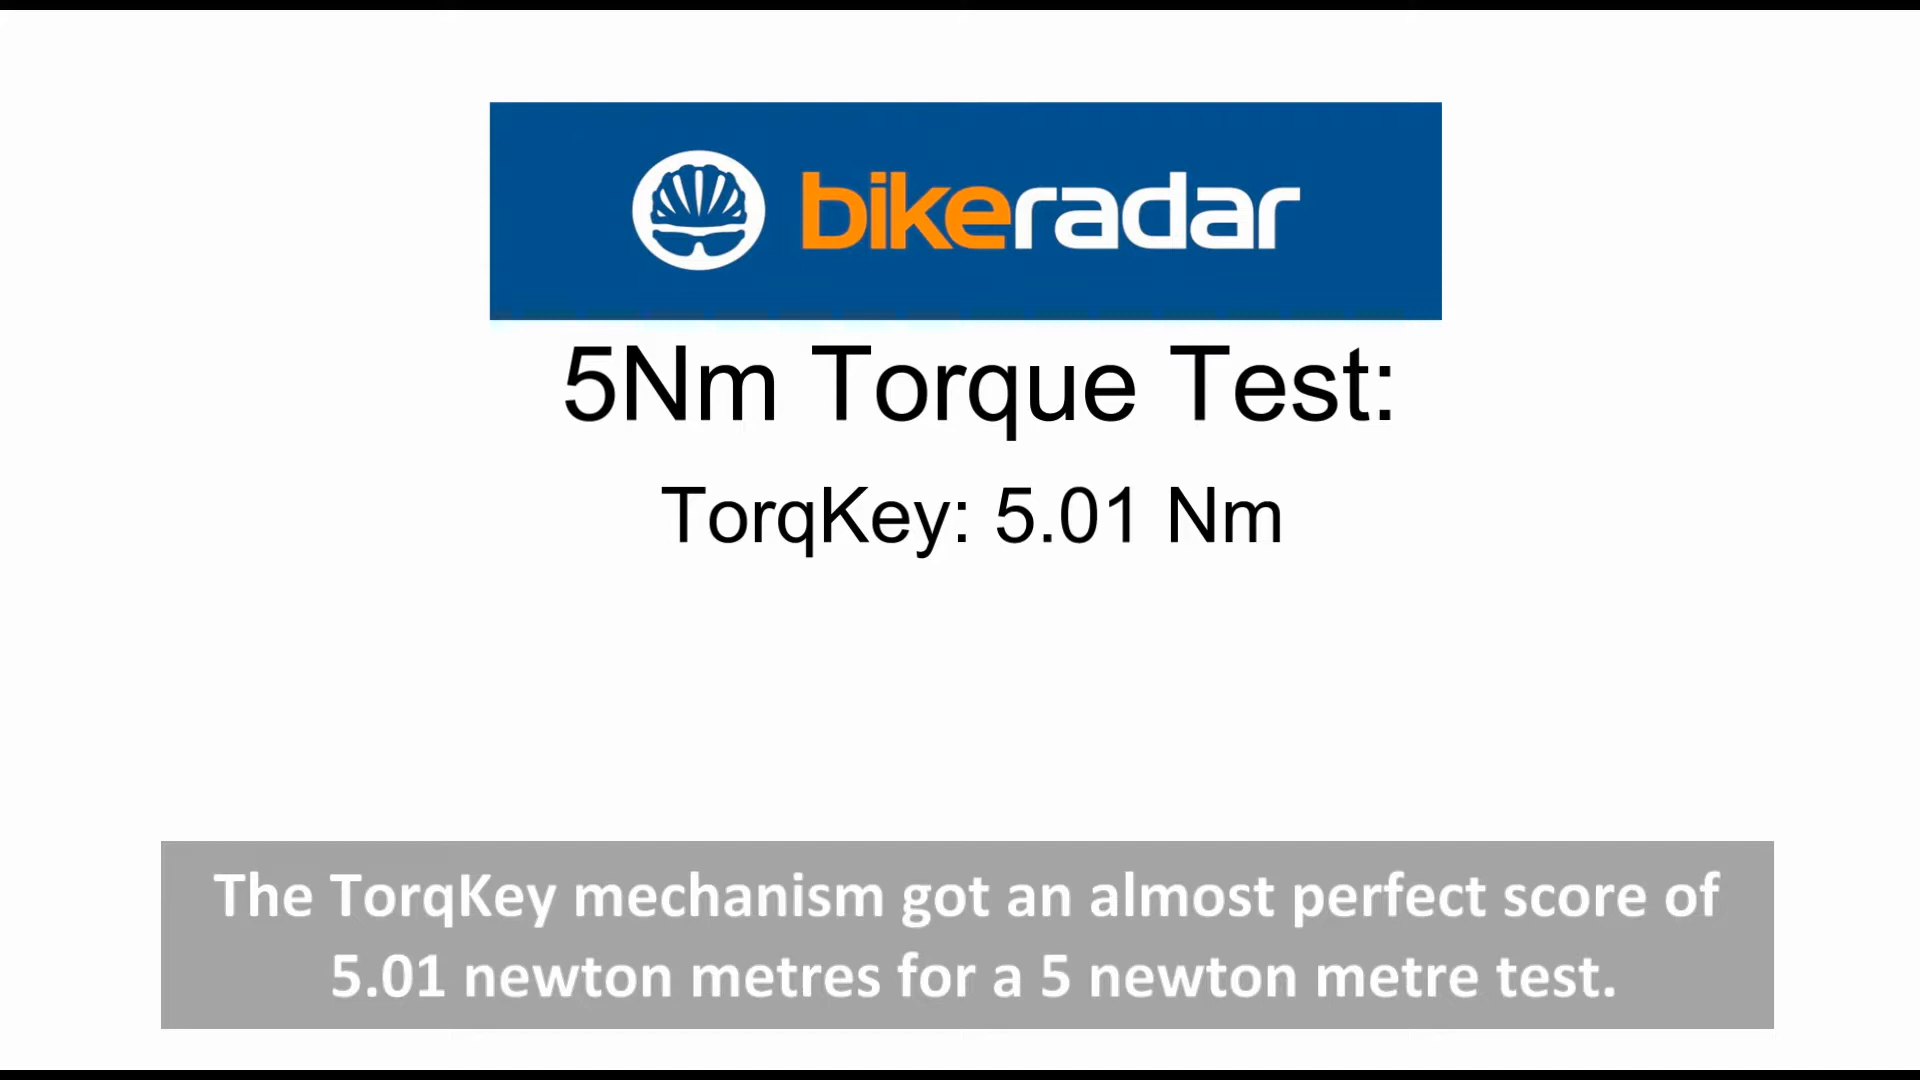 bikeradar
5Nm Torque Test:
TorqKey: 5.01 Nm
The TorqKey mechanism got an almost perfect score of
5.01 newton metres for a 5 newton metre test.